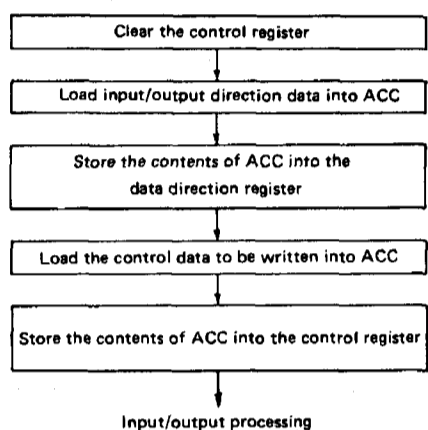 Clear the control register
Load input/output direction data into ACC
Store the contents of ACC into the
data direction register
Load the control data to be written into ACC
Store the contents of ACC into the control register
Input/output processing